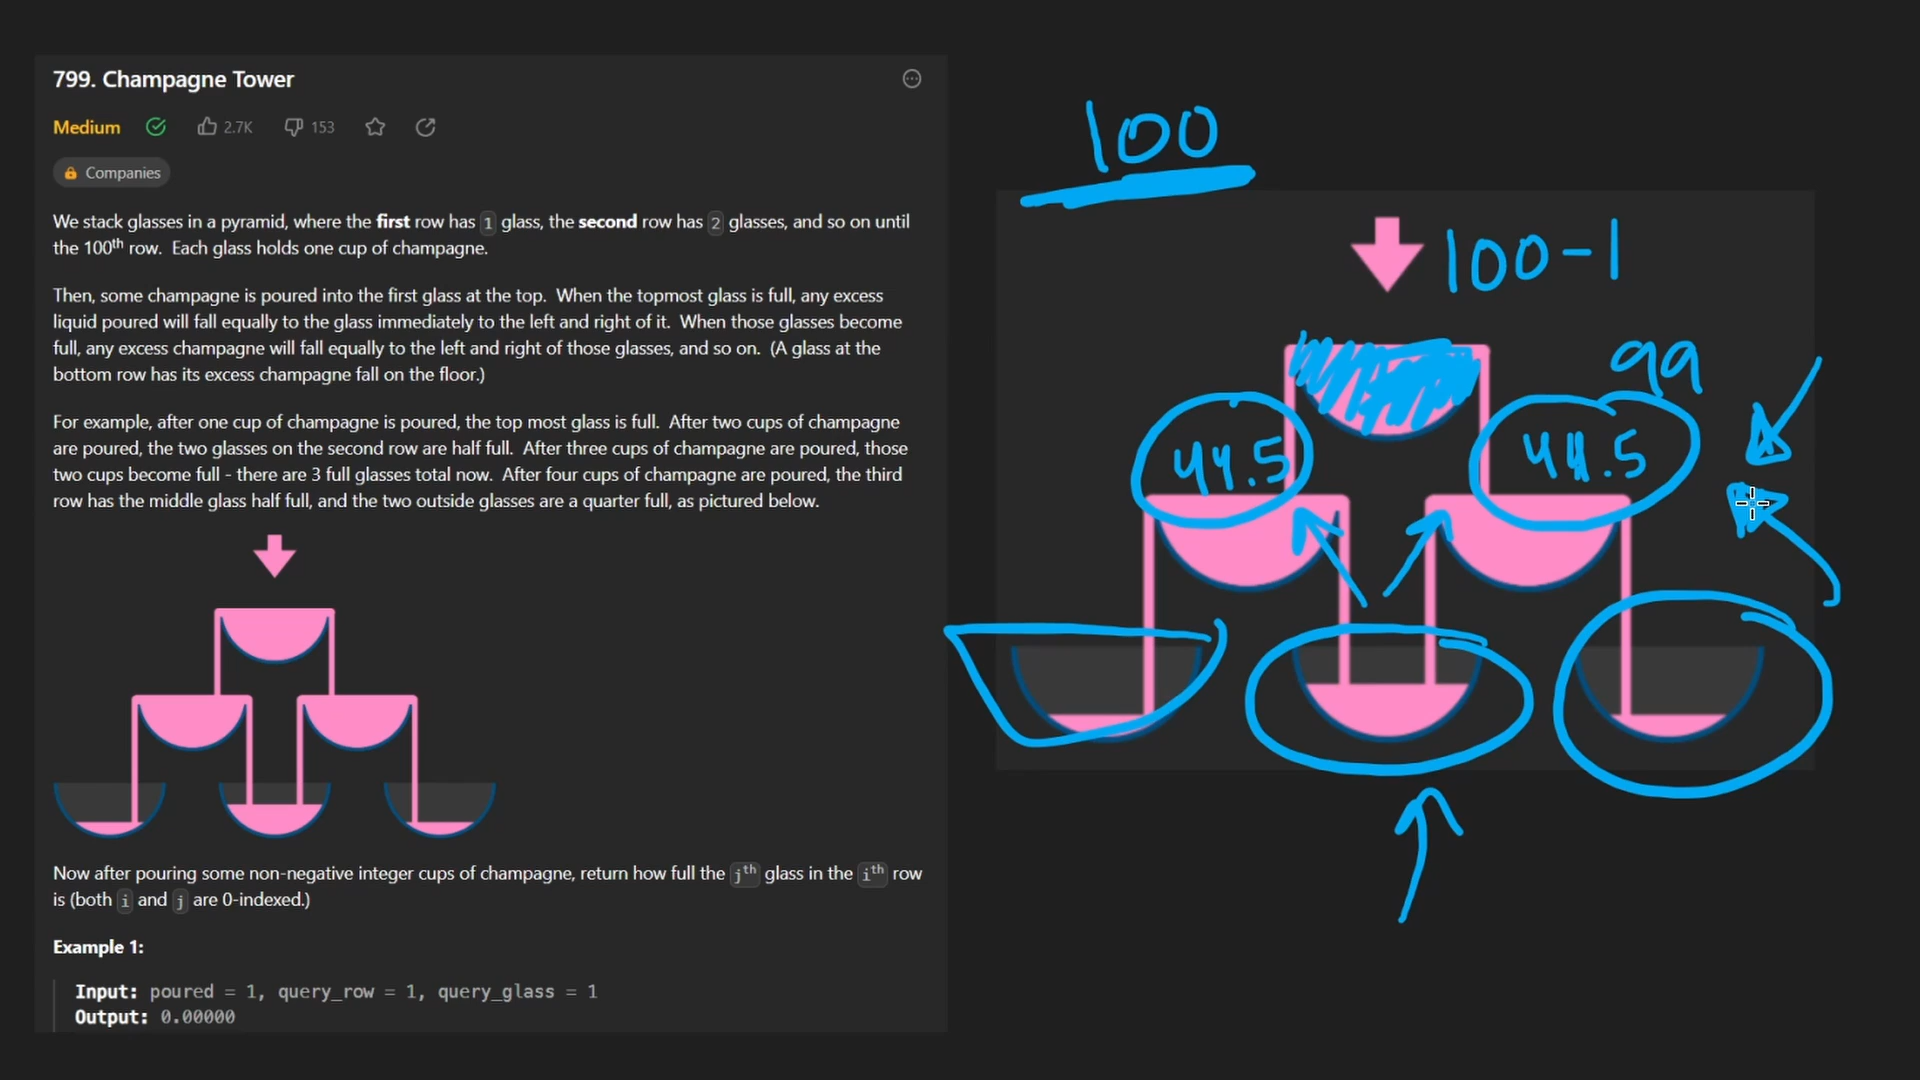 799. Champagne Tower
Medium 2.7K 153
Companies
We stack glasses in a pyramid, where the first row has 1 glass, the second row has 2 glasses, and so on until
the 100th row. Each glass holds one cup of champagne.
Then, some champagne is poured into the first glass at the top. When the topmost glass is full, any excess
liquid poured will fall equally to the glass immediately to the left and right of it. When those glasses become
full, any excess champagne will fall equally to the left and right of those glasses, and so on. (A glass at the
bottom row has its excess champagne fall on the floor.)
For example, after one cup of champagne is poured, the top most glass is full. After two cups of champagne
are poured, the two glasses on the second row are half full. After three cups of champagne are poured, those
two cups become full - there are 3 full glasses total now. After four cups of champagne are poured, the third
row has the middle glass half full, and the two outside glasses are a quarter full, as pictured below.
Now after pouring some non-negative integer cups of champagne, return how full the jth glass in the ith row
is (both i and j are 0-indexed.)
Example 1:
Input: poured = 1, query_row = 1, query_glass = 1
Output: 0.00000
100
100-1
99
44.5
44.5